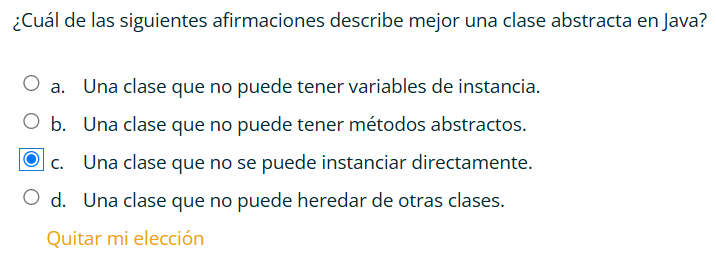 ¿Cuál de las siguientes afirmaciones describe mejor una clase abstracta en Java?
a. Una clase que no puede tener variables de instancia.
b. Una clase que no puede tener métodos abstractos.
c. Una clase que no se puede instanciar directamente.
d. Una clase que no puede heredar de otras clases.
Quitar mi elección